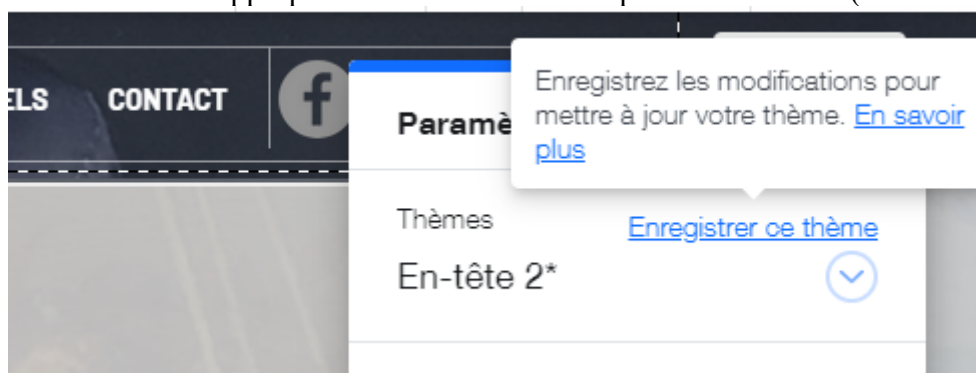 ELS CONTACT f
Enregistrez les modifications pour
mettre à jour votre thème. En savoir
plus
Paramè
Thèmes
Enregistrer ce thème
En-tête 2*